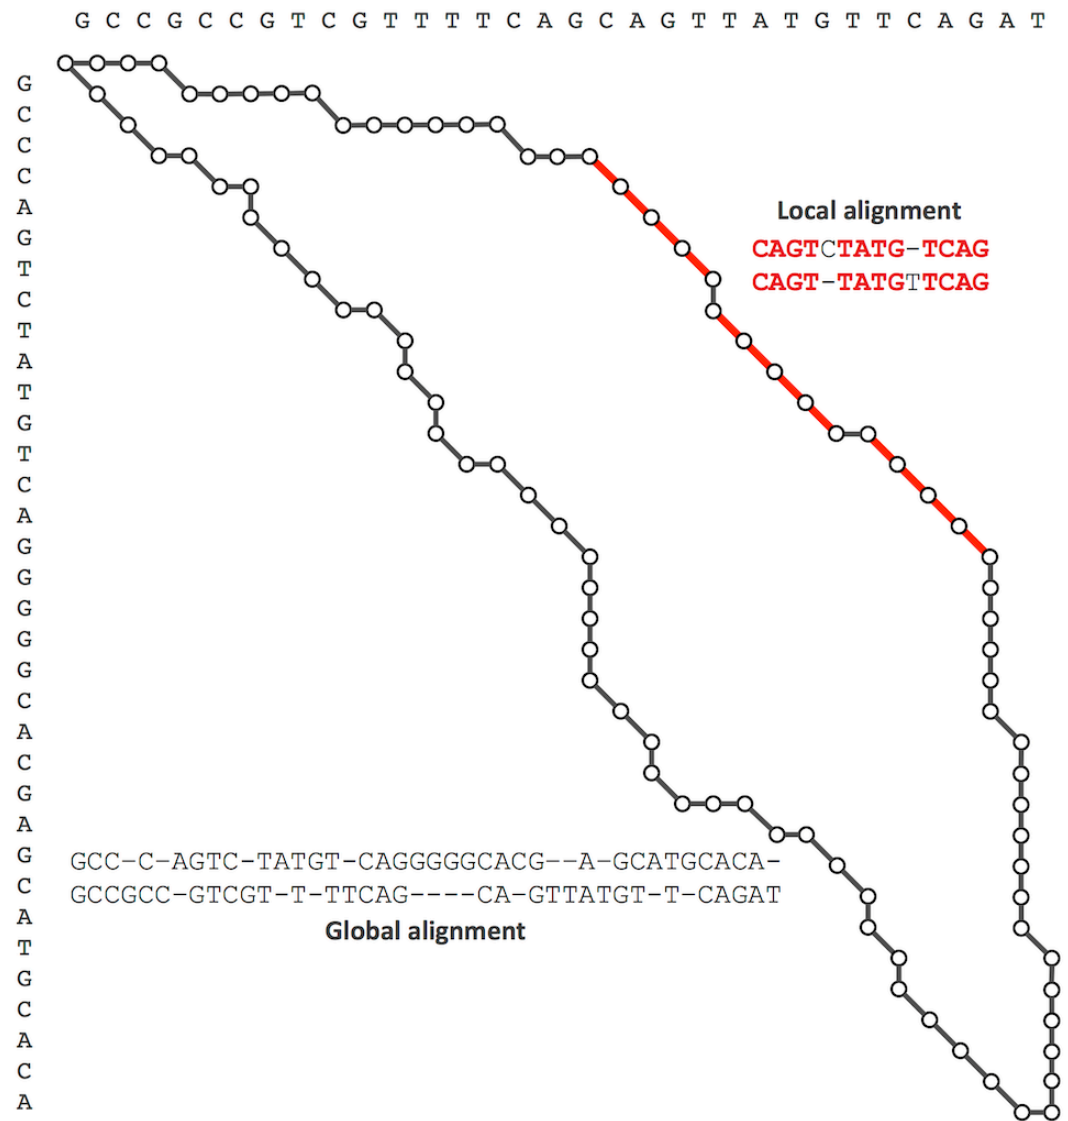 G C C G C C G T C G T T T T C A G C A G T T A T G T T C A G A T
G
C
C
C
A
G
T
C
T
A
T
G
T
C
A
G
G
G
G
G
C
A
C
G
A
G
C
A
T
G
C
A
C
A
Local alignment
CAGTCTATG-TCAG
CAGT-TATGTTCAG
GCC-C-AGTC-TATGT-CAGGGGGCACG--A-GCATGCACA-
GCCGCC-GTCGT-T-TTCAG----CA-GTTATGT-T-CAGAT
Global alignment